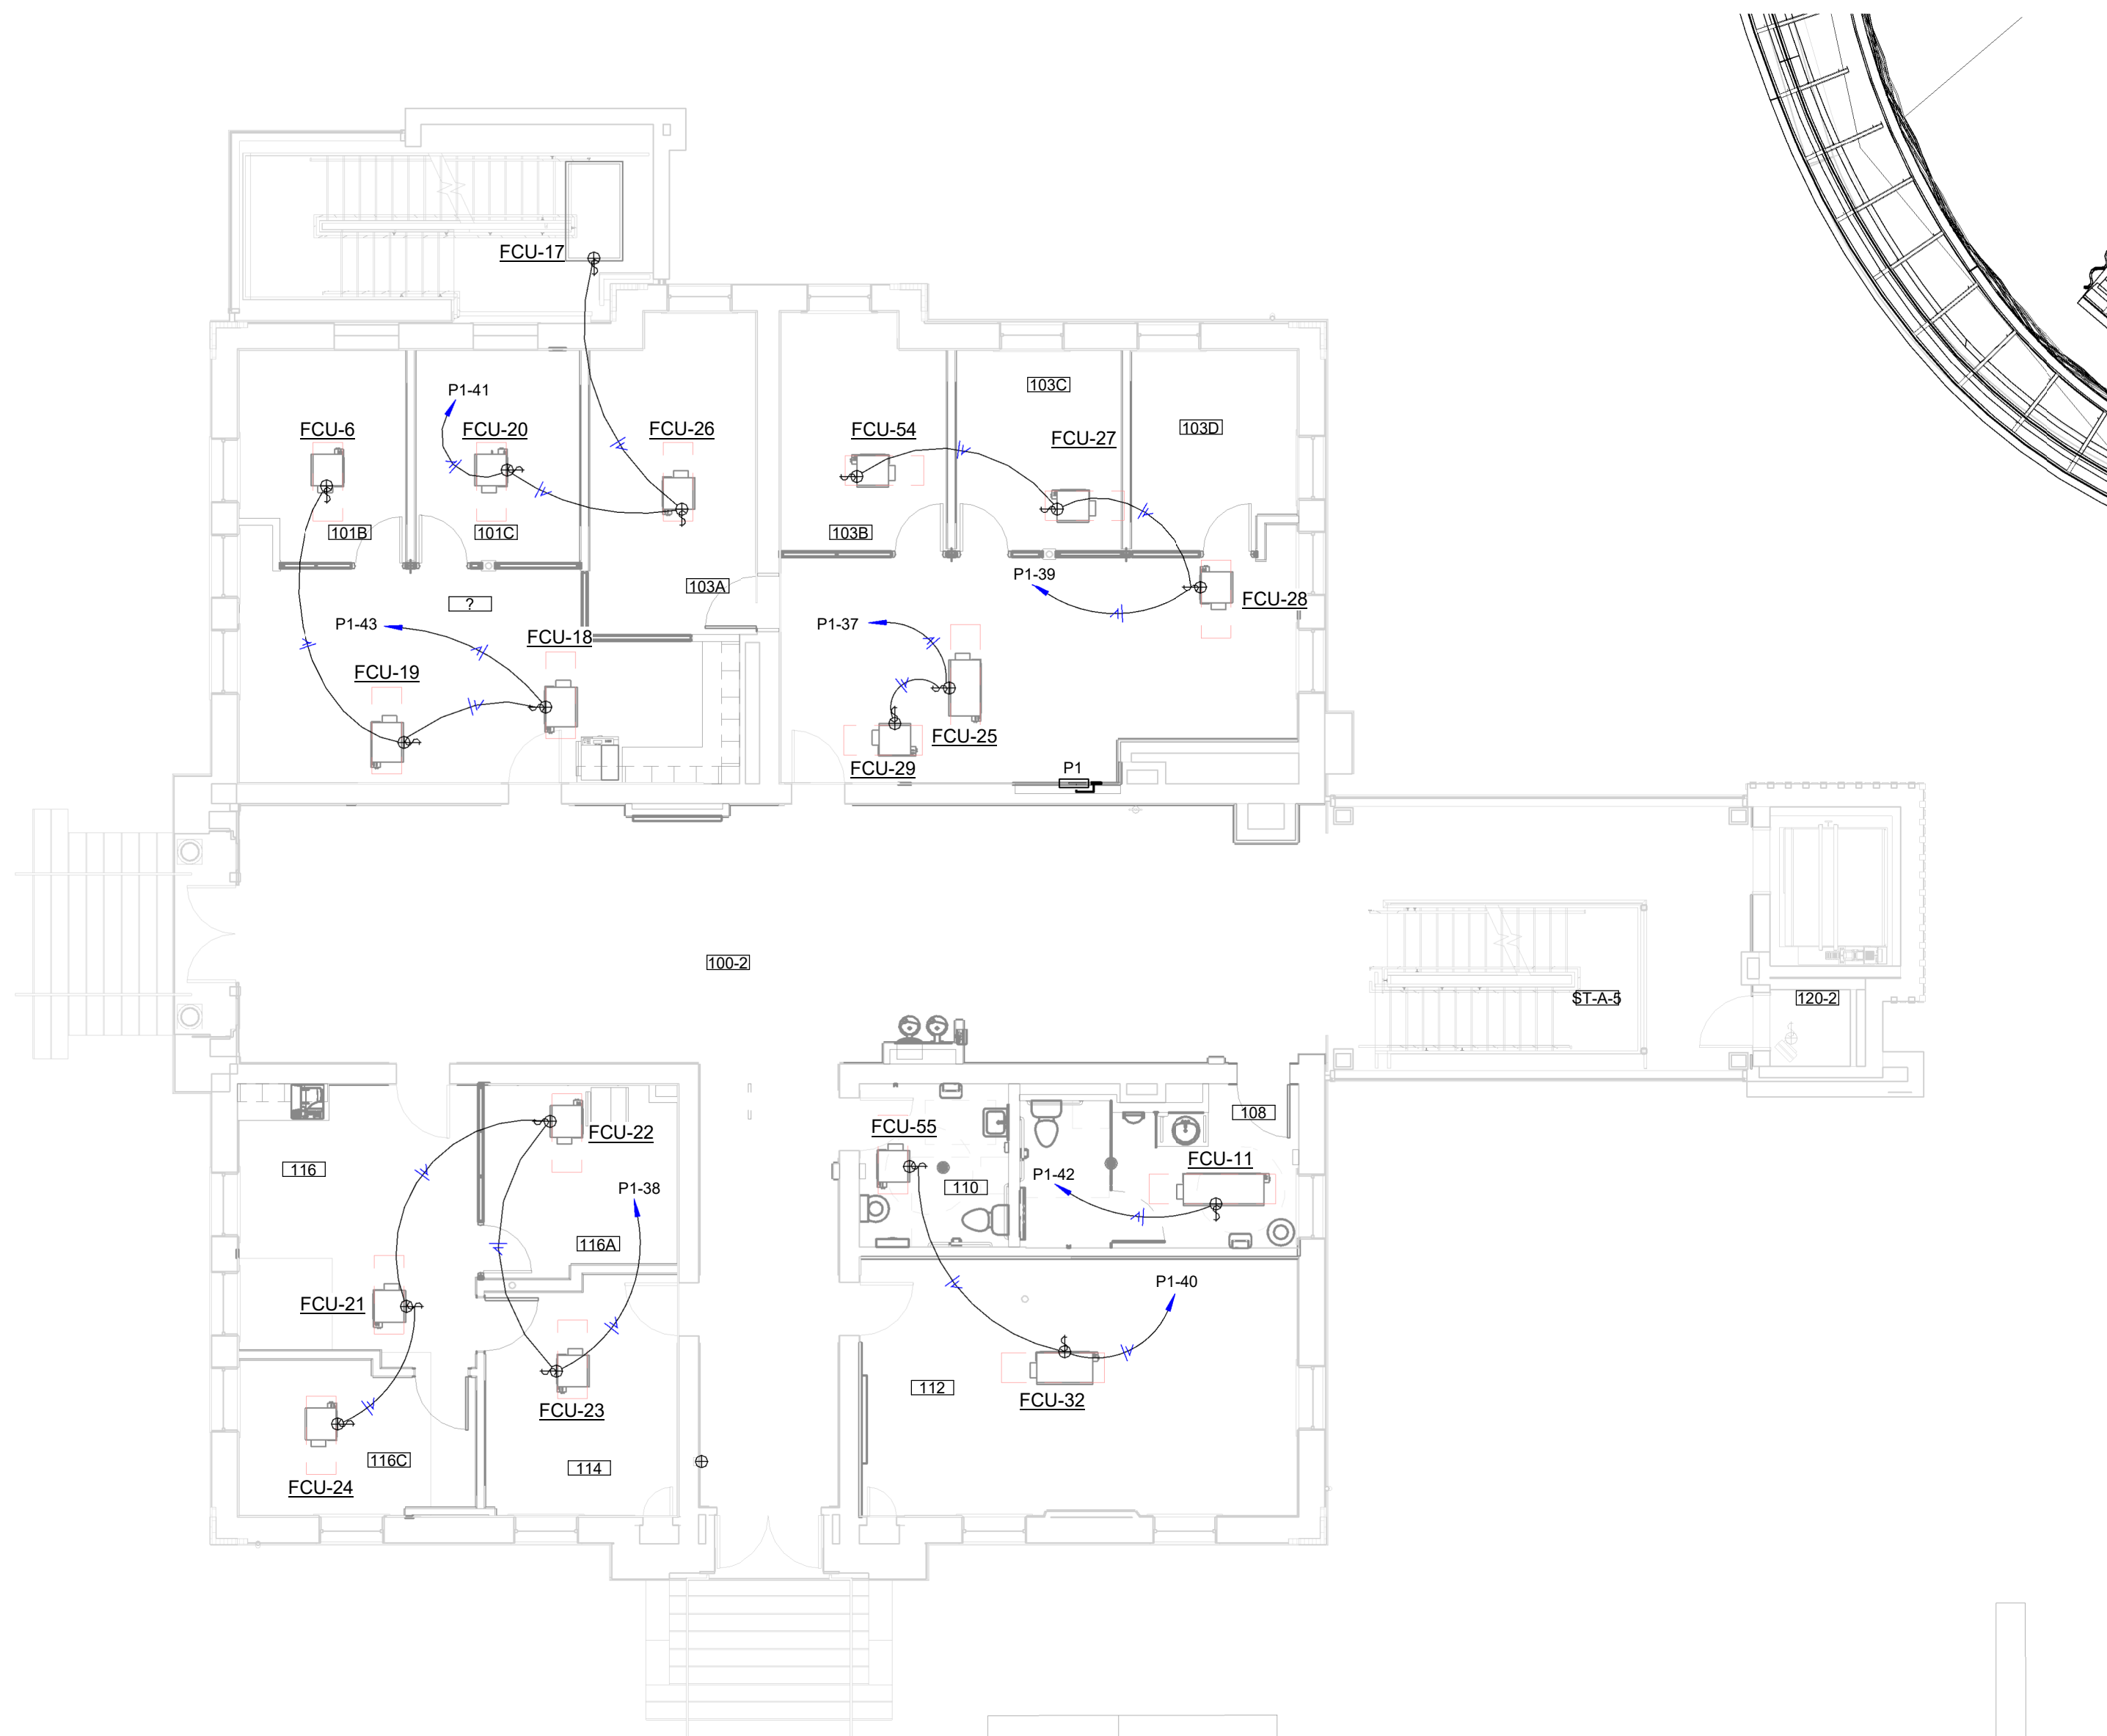 FCU-17
P1-41
103C
FCU-6
FCU-20
FCU-26
FCU-54
FCU-27
103D
101B
101C
103B
P1-39
103A
?
FCU-28
P1-43
FCU-18
P1-37
FCU-19
FCU-25
FCU-29
P1
100-2
ST-A-5
120-2
108
FCU-22
FCU-55
116
FCU-11
P1-42
P1-38
110
116A
P1-40
FCU-21
112
FCU-32
FCU-23
116C
114
FCU-24